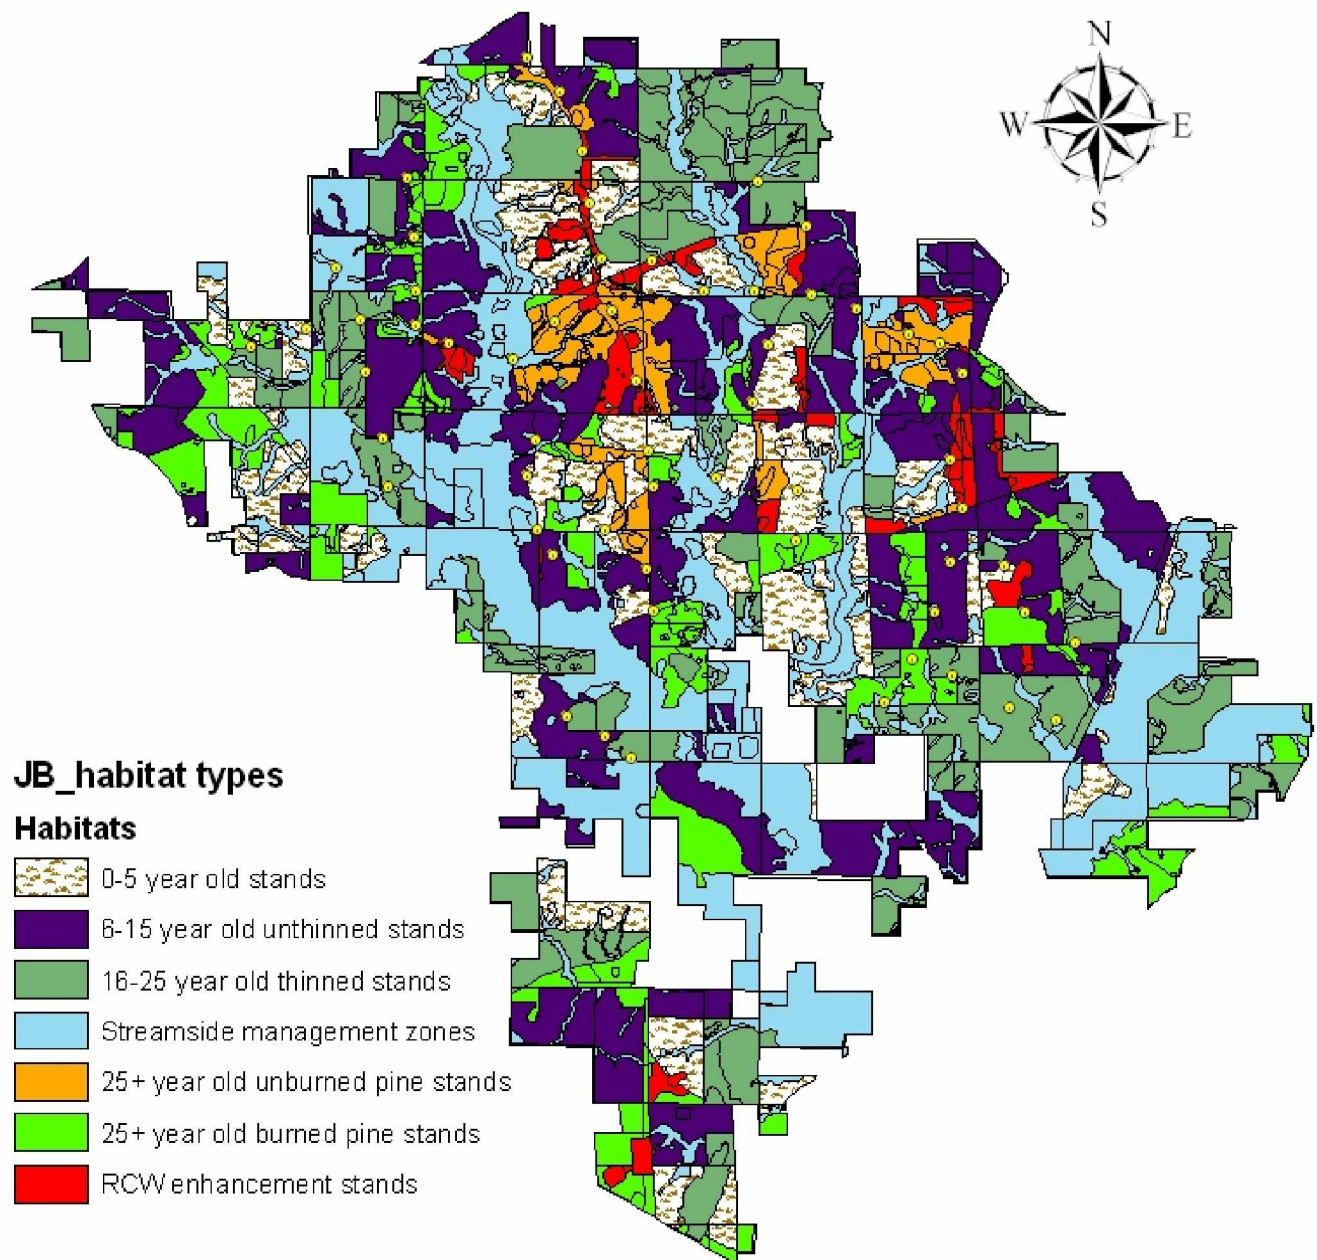 N
W E
S
JB_habitat types
Habitats
0-5 year old stands
6-15 year old unthinned stands
16-25 year old thinned stands
Streamside management zones
25+ year old unburned pine stands
25+ year old burned pine stands
RCW enhancement stands